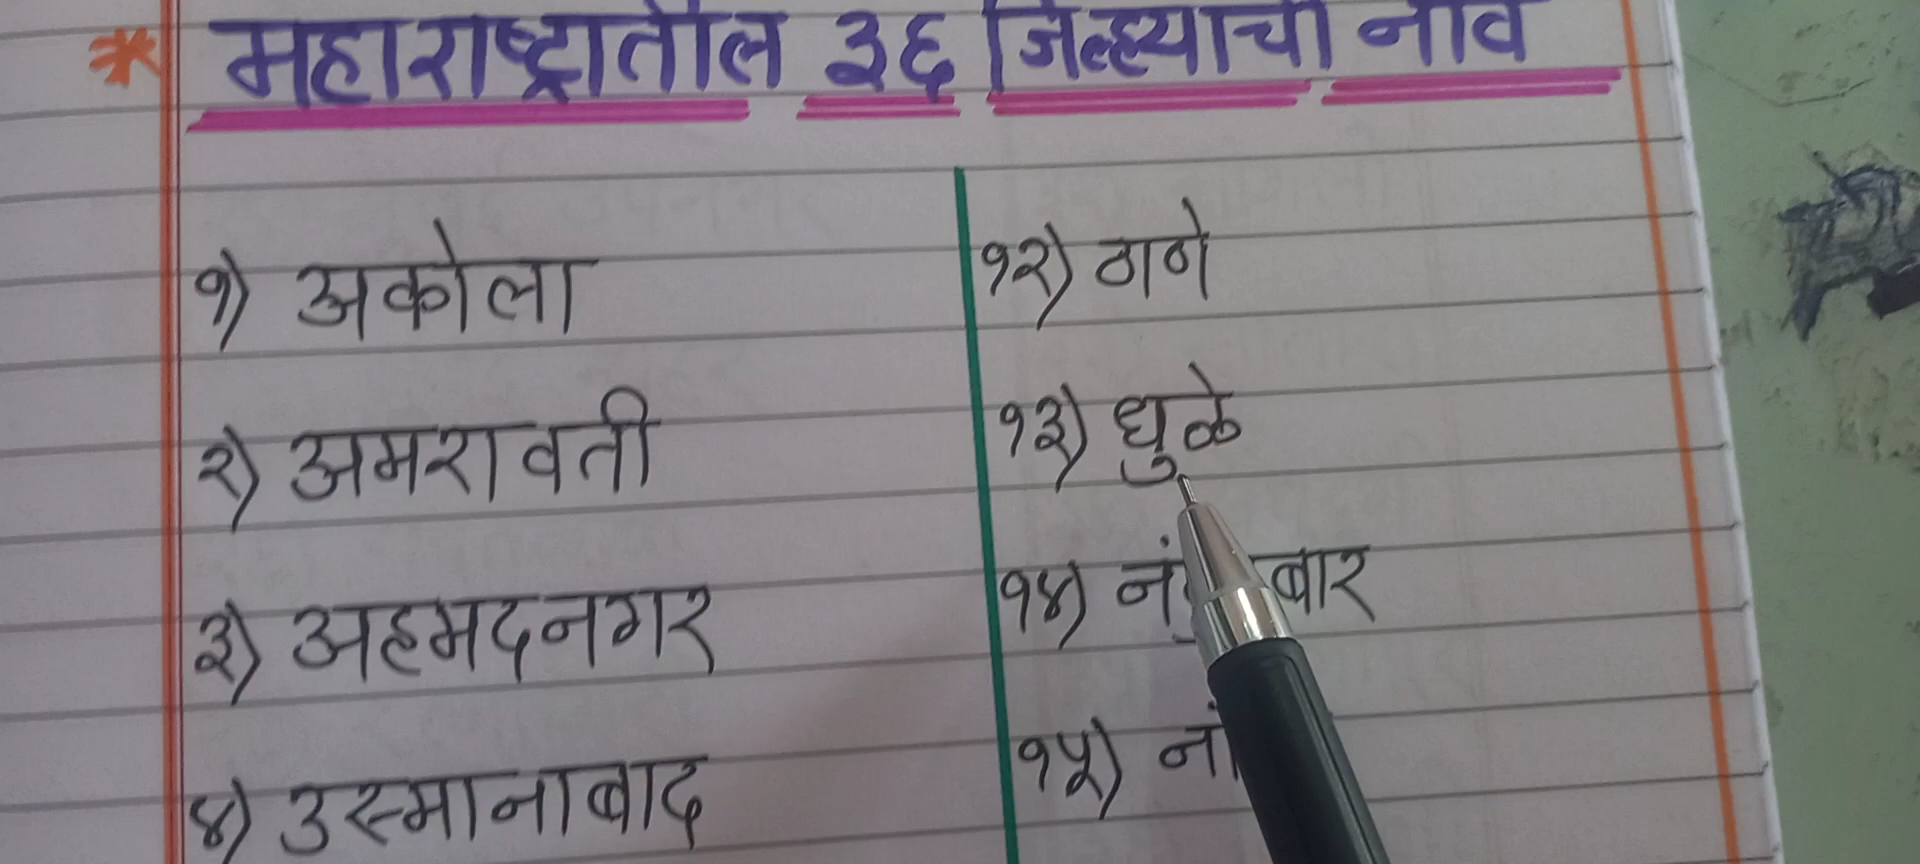 * महाराष्ट्रातील ३६ जिल्ह्याची नावे
१) अकोला
२) अमरावती
३) अहमदनगर
४) उस्मानाबाद
१२) ठाणे
१३) धुळे
१४)
१५)